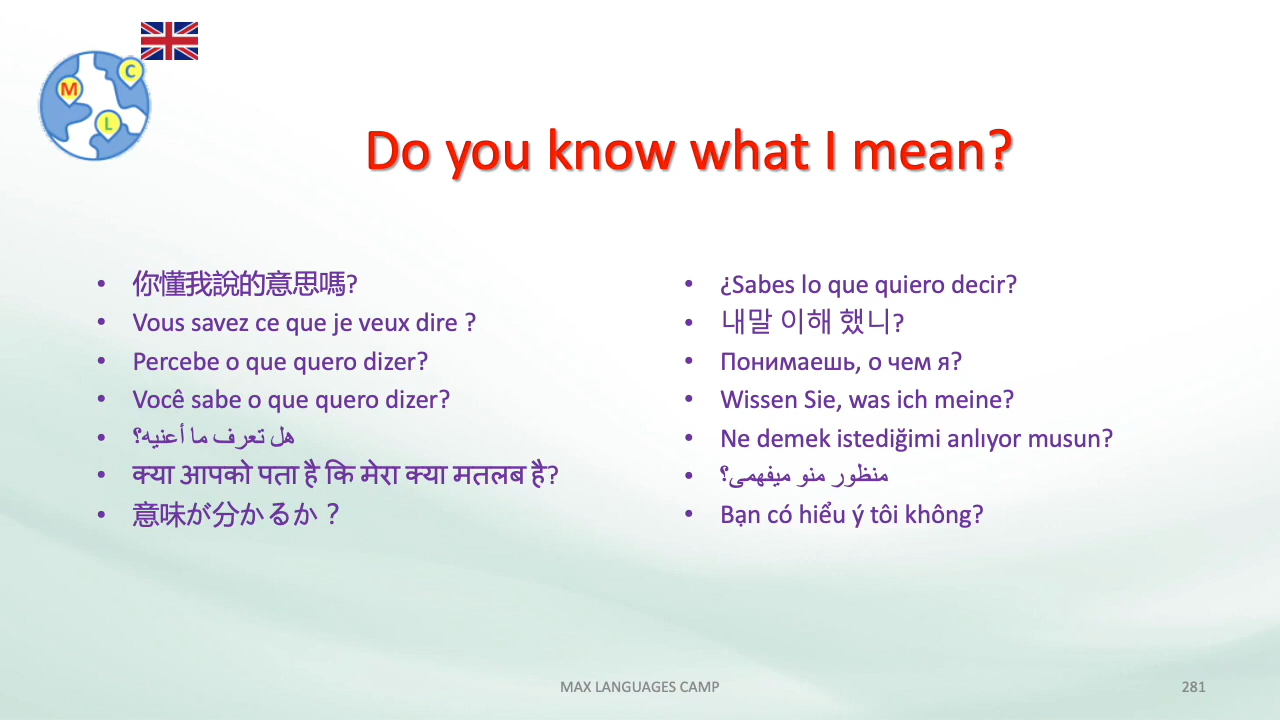 M
C
L
Do you know what I mean?
• 你懂我說的意思嗎?
• Vous savez ce que je veux dire ?
• Percebe o que quero dizer?
• Você sabe o que quero dizer?
• هل تعرف ما أعنيه؟
• क्या आपको पता है कि मेरा क्या मतलब है?
• 意味が分かるか？
• ¿Sabes lo que quiero decir?
• 내말 이해 했니?
• Понимаешь, о чем я?
• Wissen Sie, was ich meine?
• Ne demek istediğimi anlıyor musun?
• منظور منو میفهمی؟
• Bạn có hiểu ý tôi không?
MAX LANGUAGES CAMP
281